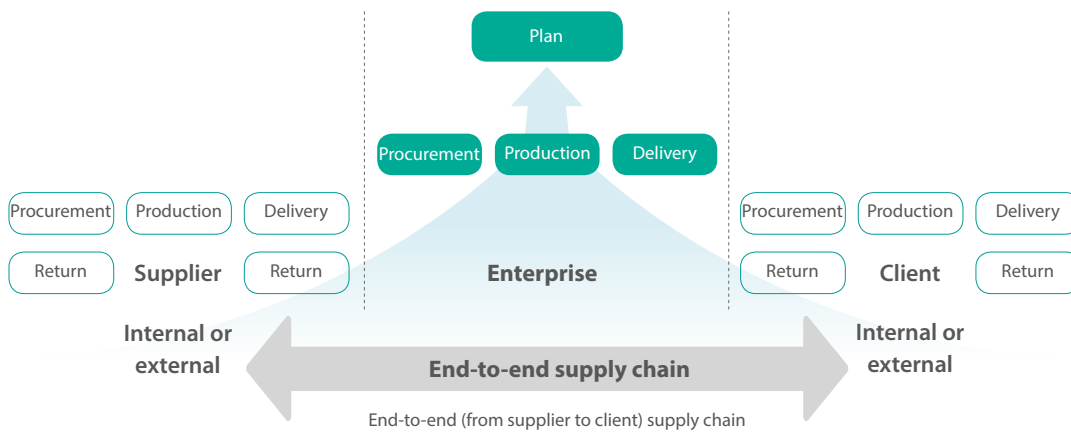 Plan
Procurement Production Delivery
Procurement Production Delivery
Procurement Production Delivery
Return Supplier Return
Enterprise
Return Client Return
Internal or
external
Internal or
external
End-to-end supply chain
End-to-end (from supplier to client) supply chain